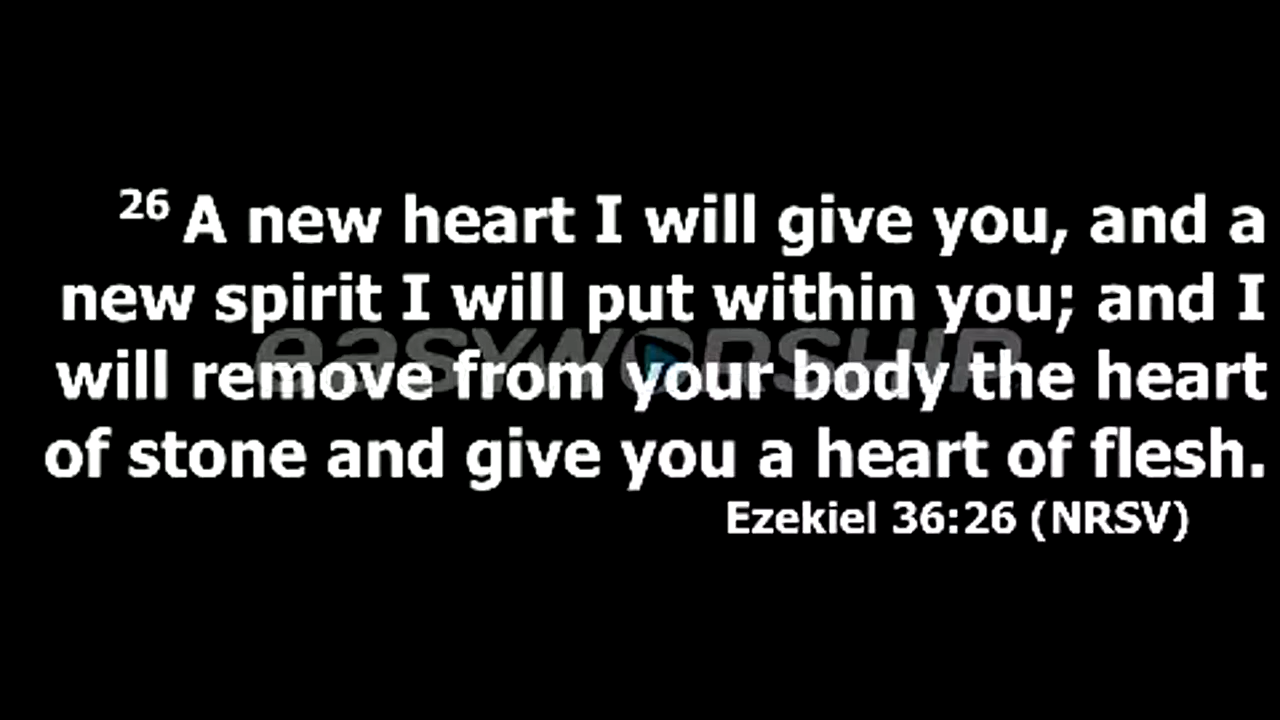 26 A new heart I will give you, and a
new spirit I will put within you; and I
easyworship
will remove from your body the heart
of stone and give you a heart of flesh.
Ezekiel 36:26 (NRSV)